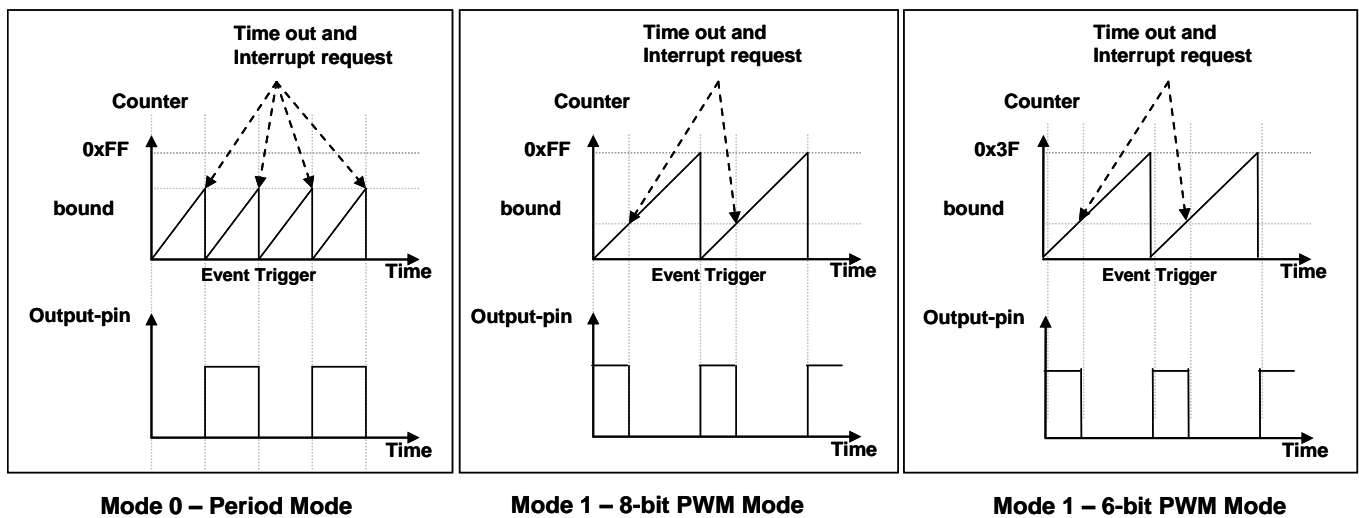 Time out and
Interrupt request
Counter
0xFF
bound
Event Trigger
Time
Output-pin
Time
Mode 0 – Period Mode
Time out and
Interrupt request
Counter
0xFF
bound
Event Trigger
Time
Output-pin
Time
Mode 1 – 8-bit PWM Mode
Time out and
Interrupt request
Counter
0x3F
bound
Event Trigger
Time
Output-pin
Time
Mode 1 – 6-bit PWM Mode